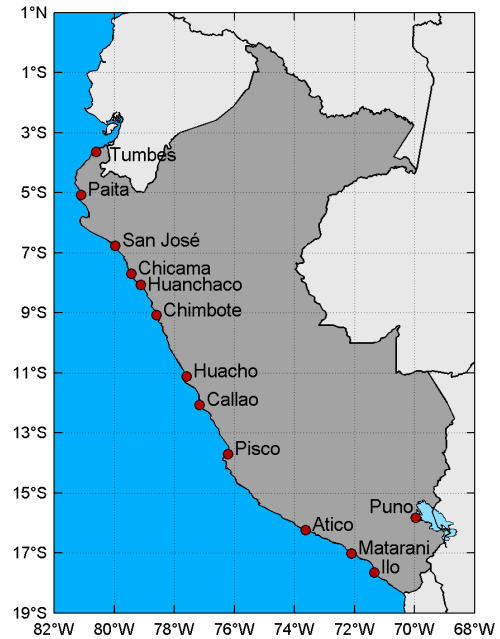 1°N
1°S
3°S
Tumbes
5°S
Paita
San José
7°S
Chicama
Huanchaco
9°S
Chimbote
11°S
Huacho
Callao
13°S
Pisco
15°S
Puno
Atico
17°S
Matarani
Ilo
19°S
82°W 80°W 78°W 76°W 74°W 72°W 70°W 68°W